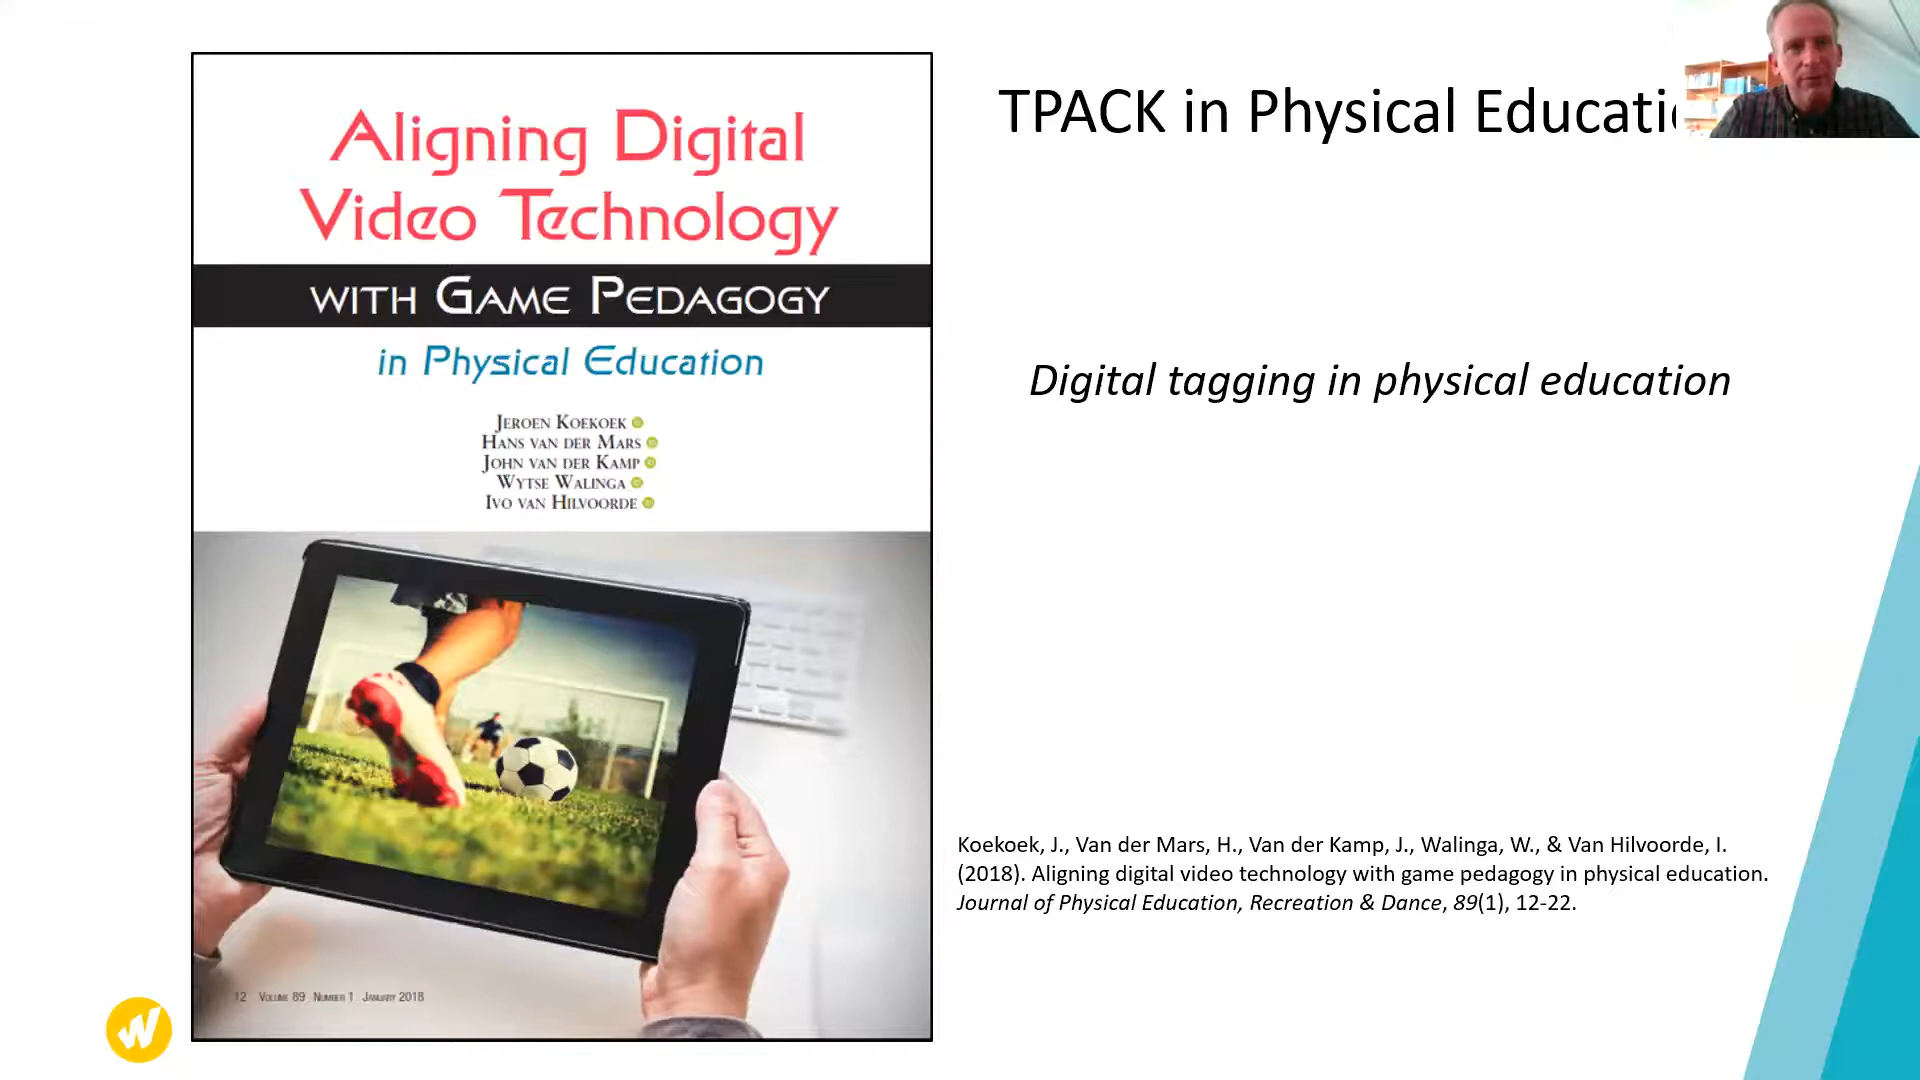 Aligning Digital
Video Technology
WITH GAME PEDAGOGY
in Physical Education
JEROEN KOEKOEK
HANS VAN DER MARS
JOHN VAN DER KAMP
WYTSE WALINGA
IVO VAN HILVOORDE
12 VOLUME 89 NUMBER 1 JANUARY 2018
W
TPACK in Physical Educati
Digital tagging in physical education
Koekoek, J., Van der Mars, H., Van der Kamp, J., Walinga, W., & Van Hilvoorde, I.
(2018). Aligning digital video technology with game pedagogy in physical education.
Journal of Physical Education, Recreation & Dance, 89(1), 12-22.